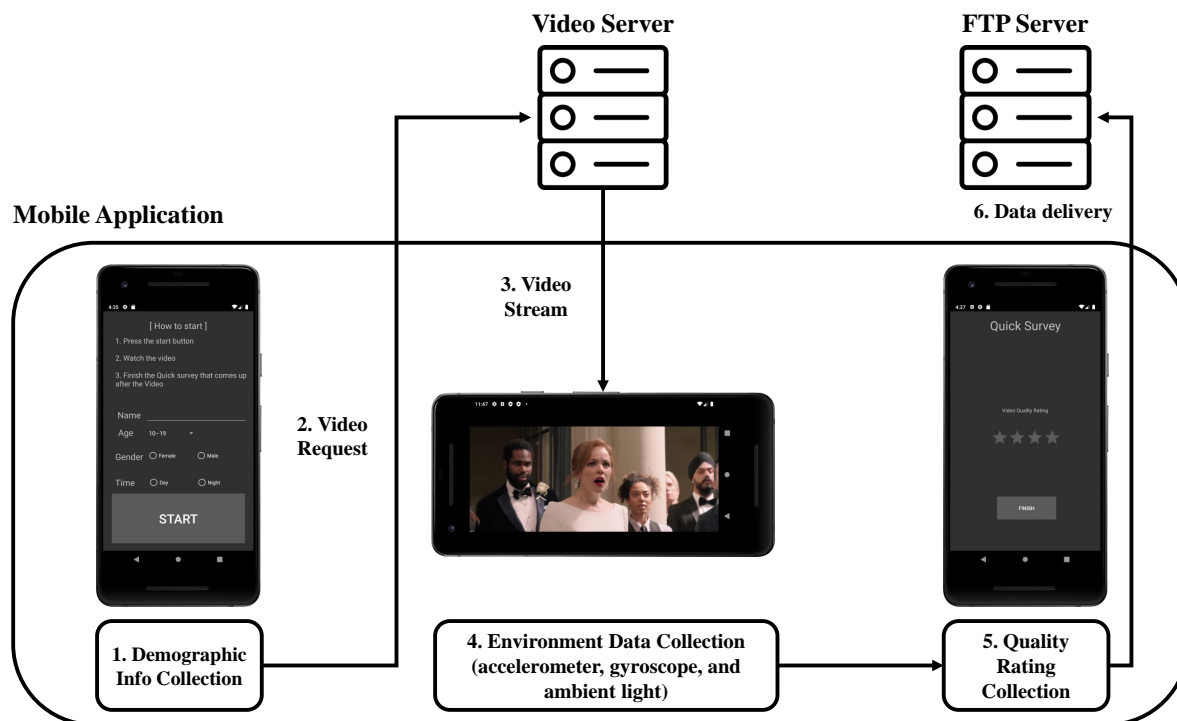 Video Server
FTP Server
Mobile Application
6. Data delivery
4:35
[ How to start ]
1. Press the start button
2. Watch the video
3. Finish the Quick survey that comes up
after the Video
Name
Age 10~19
Gender Female Male
Time Day Night
START
2. Video
Request
3. Video
Stream
11:47
4:37
Quick Survey
Video Quality Rating
FINISH
1. Demographic
Info Collection
4. Environment Data Collection
(accelerometer, gyroscope, and
ambient light)
5. Quality
Rating
Collection